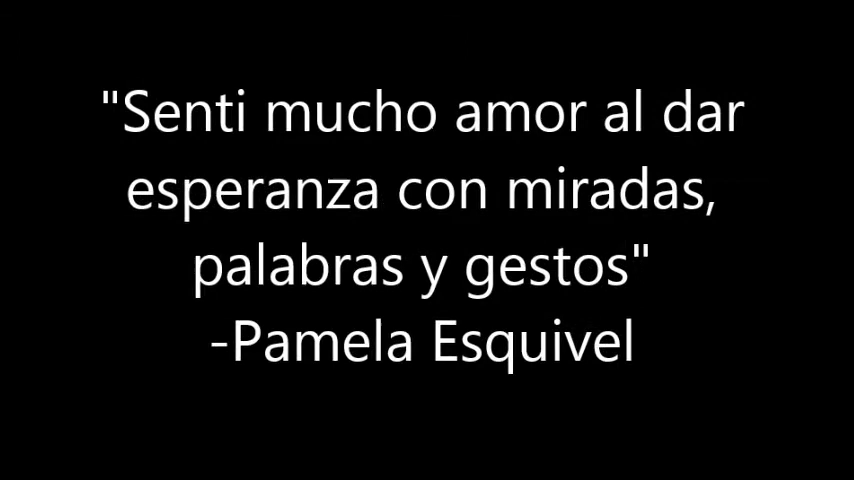 "Senti mucho amor al dar
esperanza con miradas,
palabras y gestos"
-Pamela Esquivel